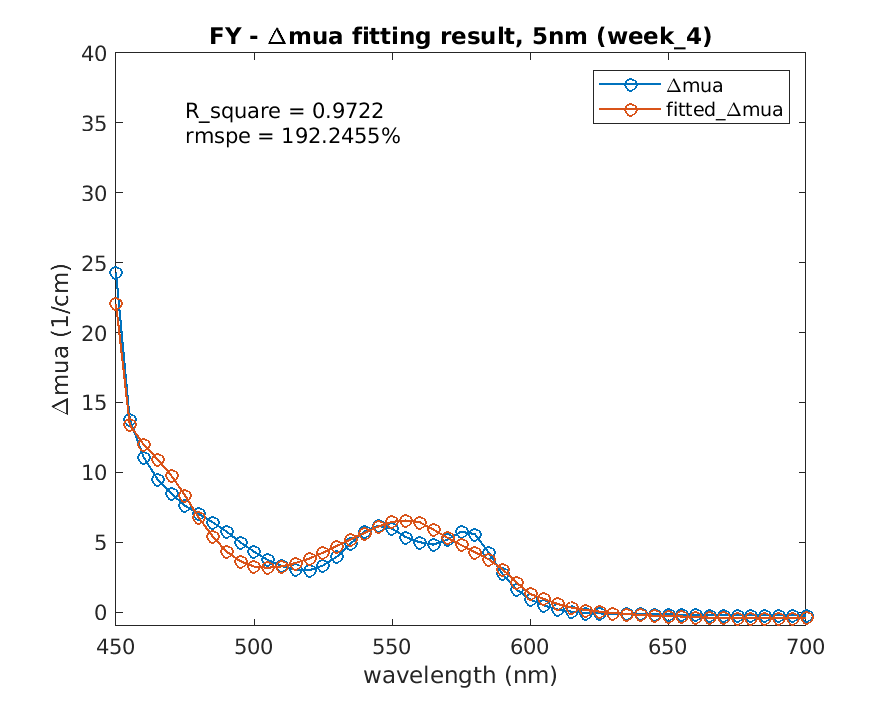 FY - Δmua fitting result, 5nm (week_4)
R_square = 0.9722
rmspe = 192.2455%
Δmua
fitted_Δmua
Δmua (1/cm)
40
35
30
25
20
15
10
5
0
450 500 550 600 650 700
wavelength (nm)